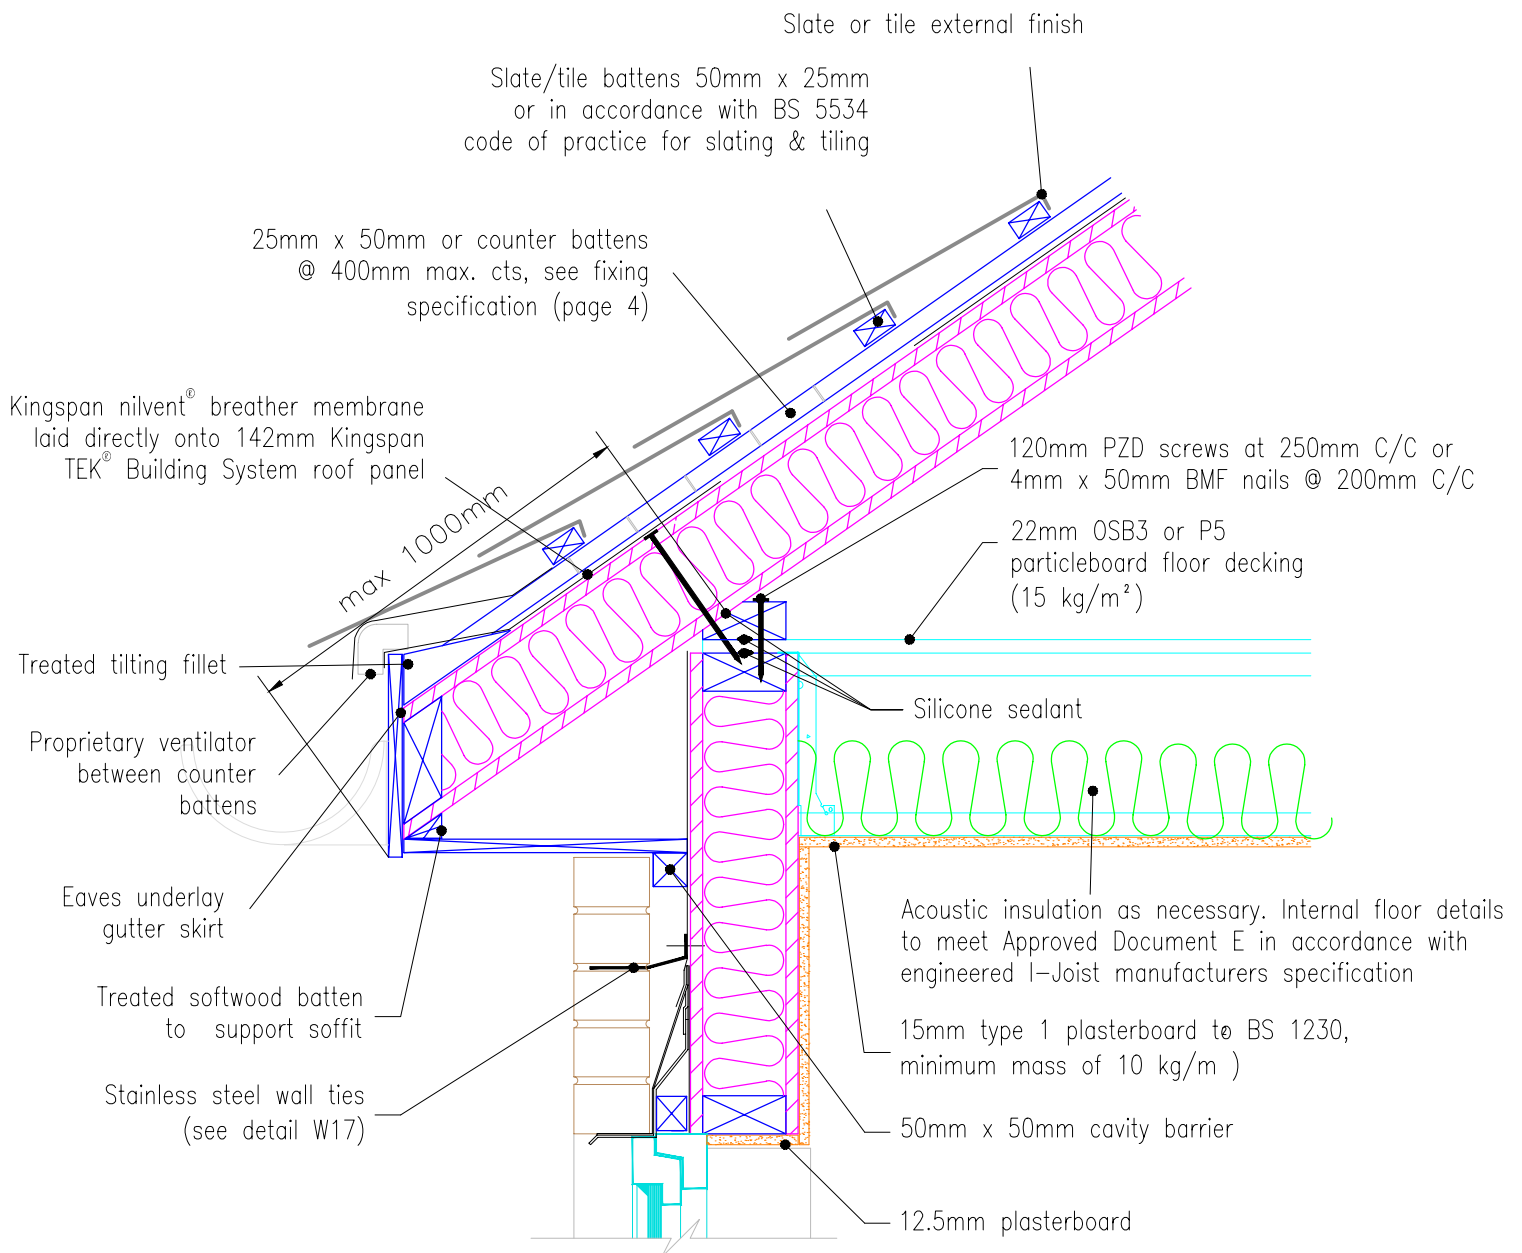 Slate or tile external finish
Slate/tile battens 50mm x 25mm
or in accordance with BS 5534
code of practice for slating & tiling
25mm x 50mm or counter battens
@ 400mm max. cts, see fixing
specification (page 4)
Kingspan nilvent® breather membrane
laid directly onto 142mm Kingspan
TEK® Building System roof panel
max 1000mm
120mm PZD screws at 250mm C/C or
4mm x 50mm BMF nails @ 200mm C/C
22mm OSB3 or P5
particleboard floor decking
(15 kg/m²)
Treated tilting fillet
Silicone sealant
Proprietary ventilator
between counter
battens
Eaves underlay
gutter skirt
Acoustic insulation as necessary. Internal floor details
to meet Approved Document E in accordance with
engineered I-Joist manufacturers specification
Treated softwood batten
to support soffit
15mm type 1 plasterboard to BS 1230,
minimum mass of 10 kg/m )
Stainless steel wall ties
(see detail W17)
50mm x 50mm cavity barrier
12.5mm plasterboard